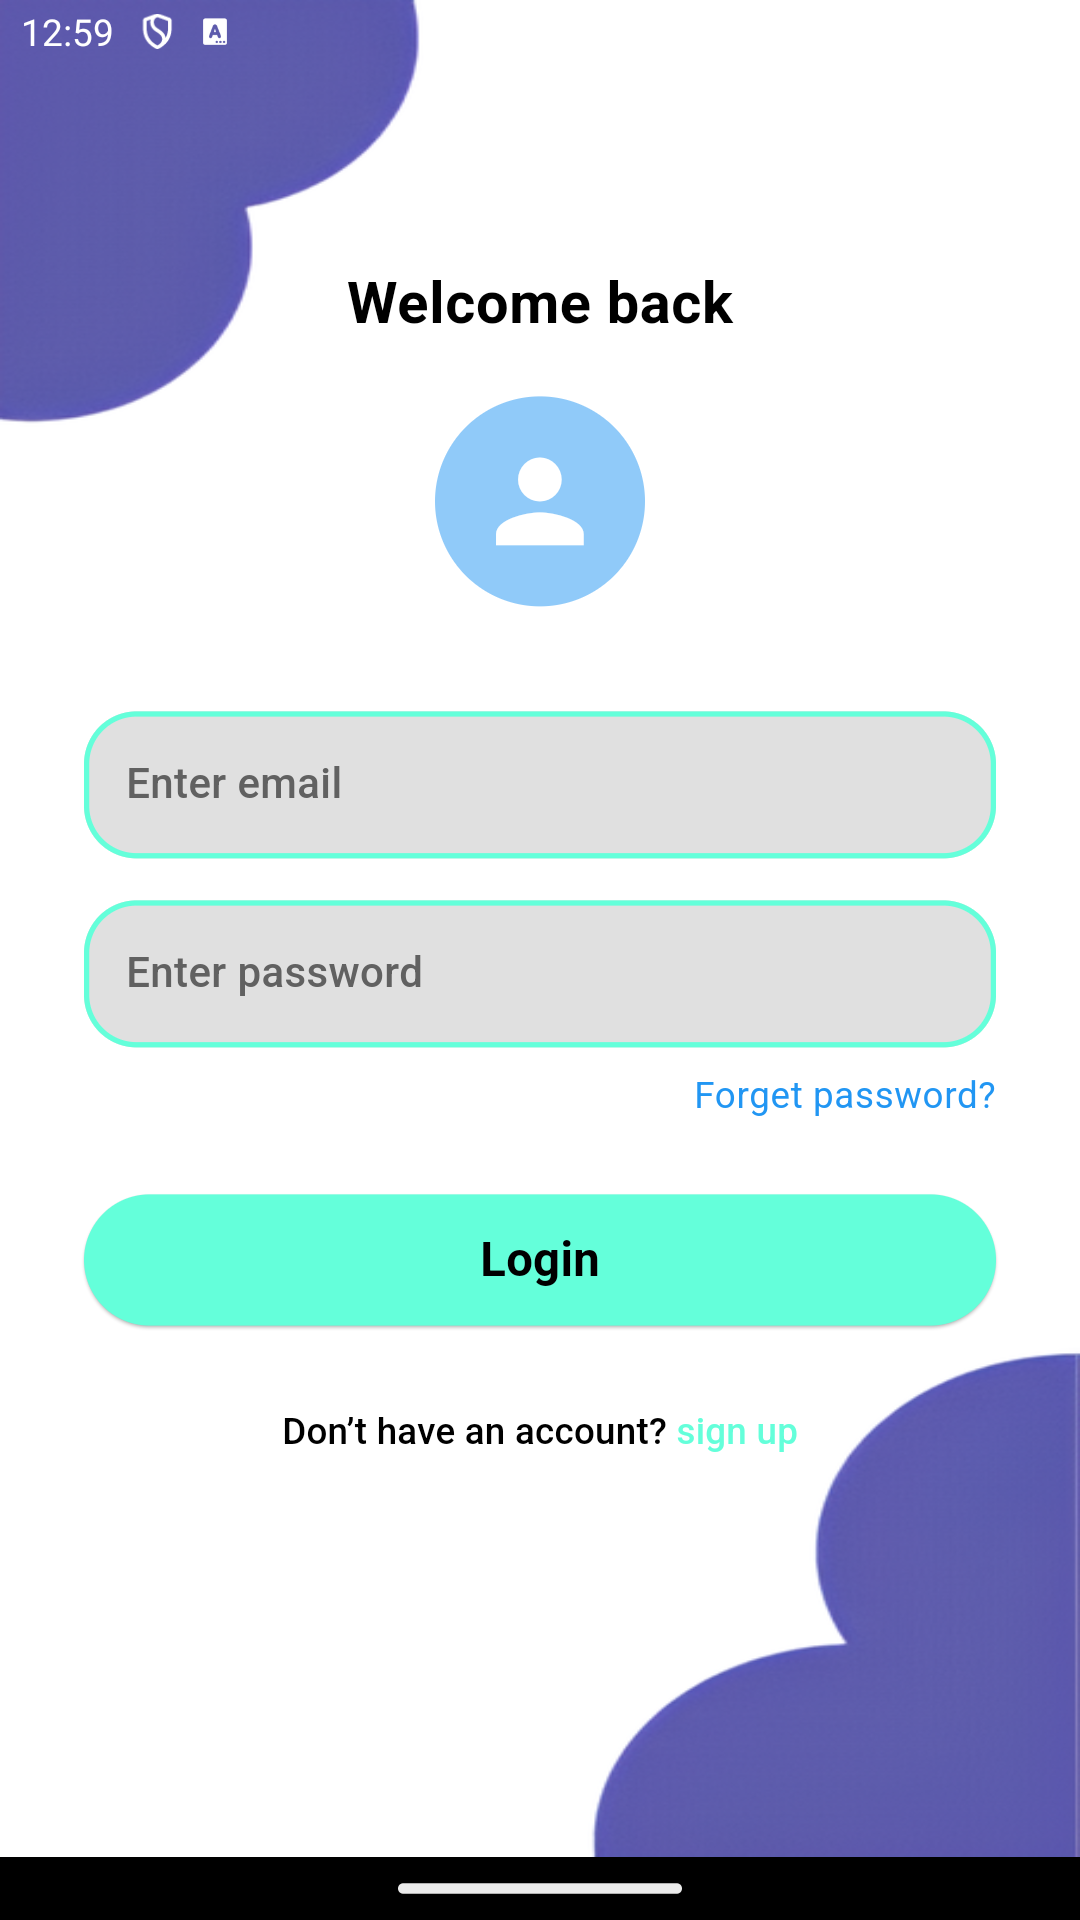 12:59
Welcome back
Enter email
Enter password
Forget password?
Login
Don’t have an account? sign up